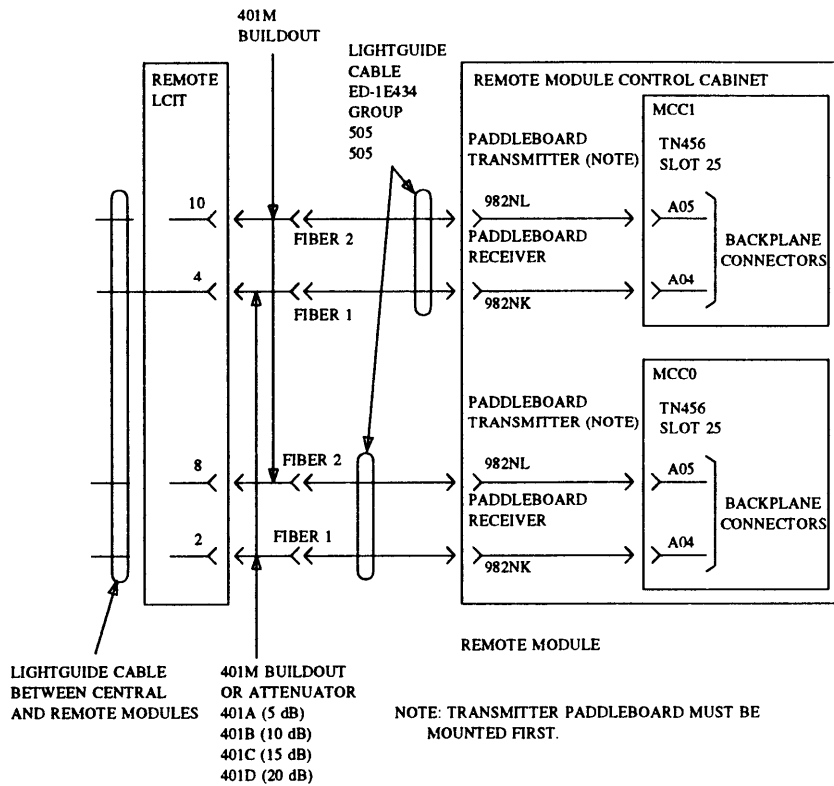 401M
BUILDOUT
LIGHTGUIDE
CABLE
ED-1E434
GROUP
505
505
REMOTE
LCIT
REMOTE MODULE CONTROL CABINET
MCC1
TN456
SLOT 25
PADDLEBOARD
TRANSMITTER (NOTE)
10
982NL
A05
FIBER 2
PADDLEBOARD
RECEIVER
BACKPLANE
CONNECTORS
4
A04
FIBER 1
982NK
MCC0
TN456
SLOT 25
PADDLEBOARD
TRANSMITTER (NOTE)
8
FIBER 2
982NL
A05
PADDLEBOARD
RECEIVER
BACKPLANE
CONNECTORS
2
FIBER 1
A04
982NK
REMOTE MODULE
LIGHTGUIDE CABLE
BETWEEN CENTRAL
AND REMOTE MODULES
401M BUILDOUT
OR ATTENUATOR
401A (5 dB)
401B (10 dB)
401C (15 dB)
401D (20 dB)
NOTE: TRANSMITTER PADDLEBOARD MUST BE
MOUNTED FIRST.